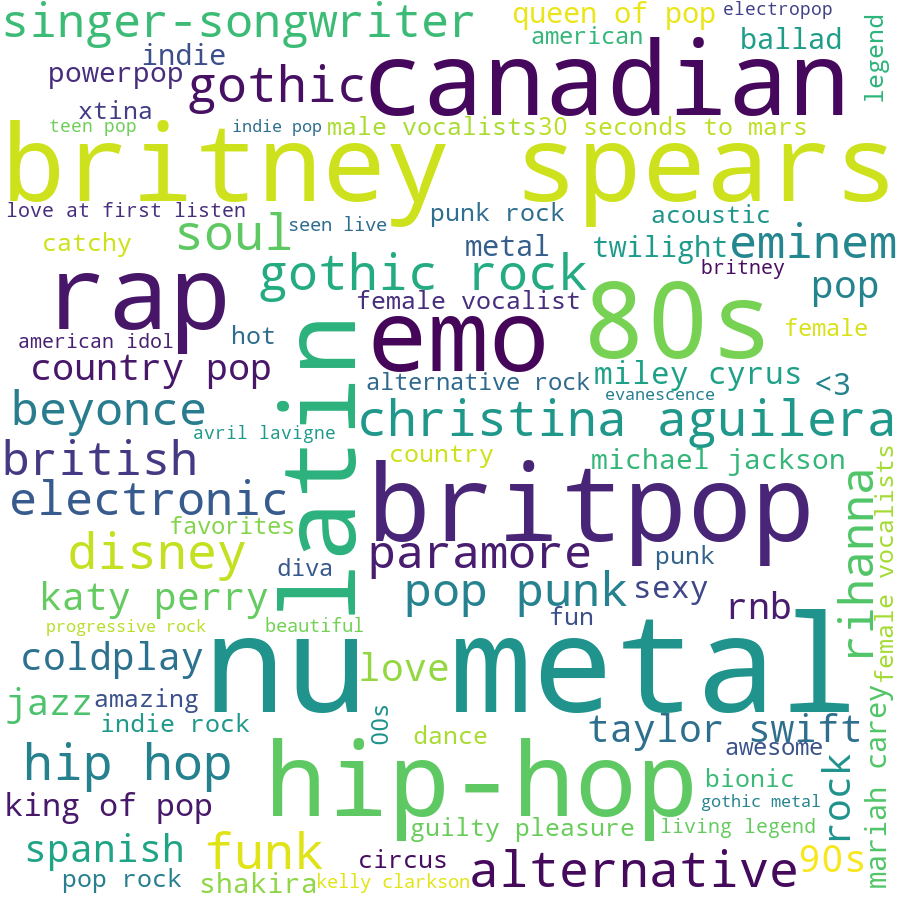 singer-songwriter
queen of pop
electropop
american
ballad
legend
indie
powerpop
gothic
canadian
xtina
teen pop
indie pop
male vocalists
30 seconds to mars
britney spears
love at first listen
seen live
punk rock
acoustic
catchy
soul
metal
twilight
eminem
gothic rock
britney
pop
rap
female vocalist
80s
emo
female
american idol
hot
latin
country pop
alternative rock
miley cyrus
<3
evanescence
beyonce
christina aguilera
avril lavigne
british
country
michael jackson
electronic
britpop
rihanna
female vocalists
favorites
disney
diva
paramore
punk
katy perry
pop punk
sexy
rnb
fun
progressive rock
beautiful
nu metal
coldplay
love
jazz
amazing
indie rock
00s
dance
taylor swift
awesome
mariah carey
hip hop
hip-hop
bionic
rock
king of pop
gothic metal
guilty pleasure
living legend
spanish
funk
circus
alternative
90s
pop rock
shakira
kelly clarkson